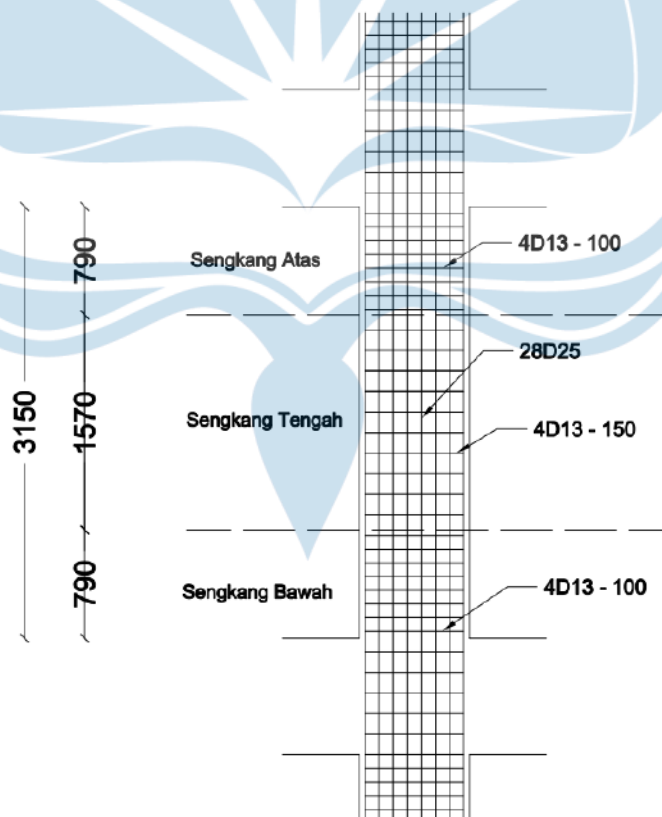 4D13 - 100
Sengkang Atas
790
28D25
3150
1570
Sengkang Tengah
4D13 - 150
790
Sengkang Bawah
4D13 - 100